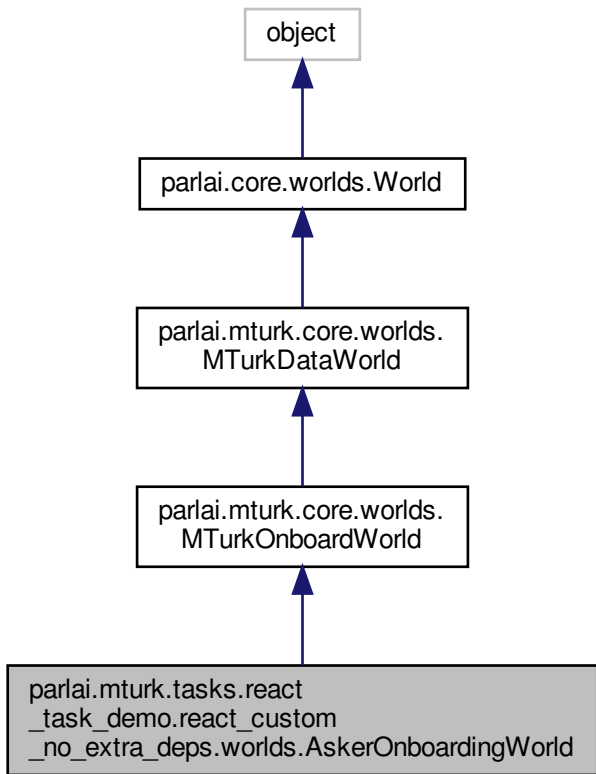 object
parlai.core.worlds.World
parlai.mturk.core.worlds.
MTurkDataWorld
parlai.mturk.core.worlds.
MTurkOnboardWorld
parlai.mturk.tasks.react
_task_demo.react_custom
_no_extra_deps.worlds.AskerOnboardingWorld